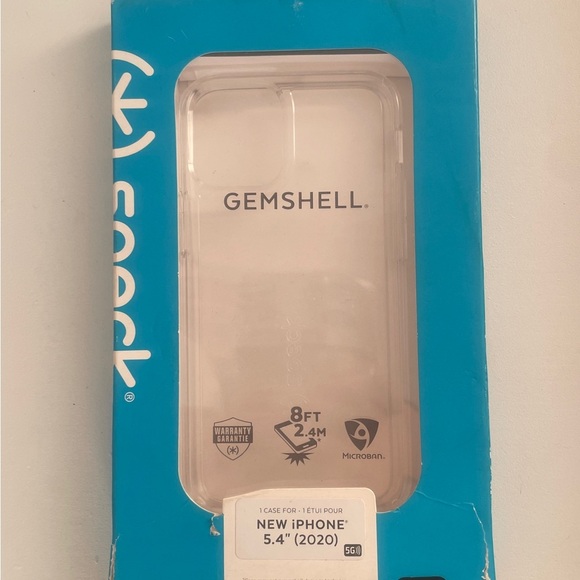 speck®
GEMSHELL®
WARRANTY
GARANTIE
8FT
2.4M+
MICROBAN®
1 CASE FOR - 1 ÉTUI POUR
NEW iPHONE®
5.4" (2020)
5G